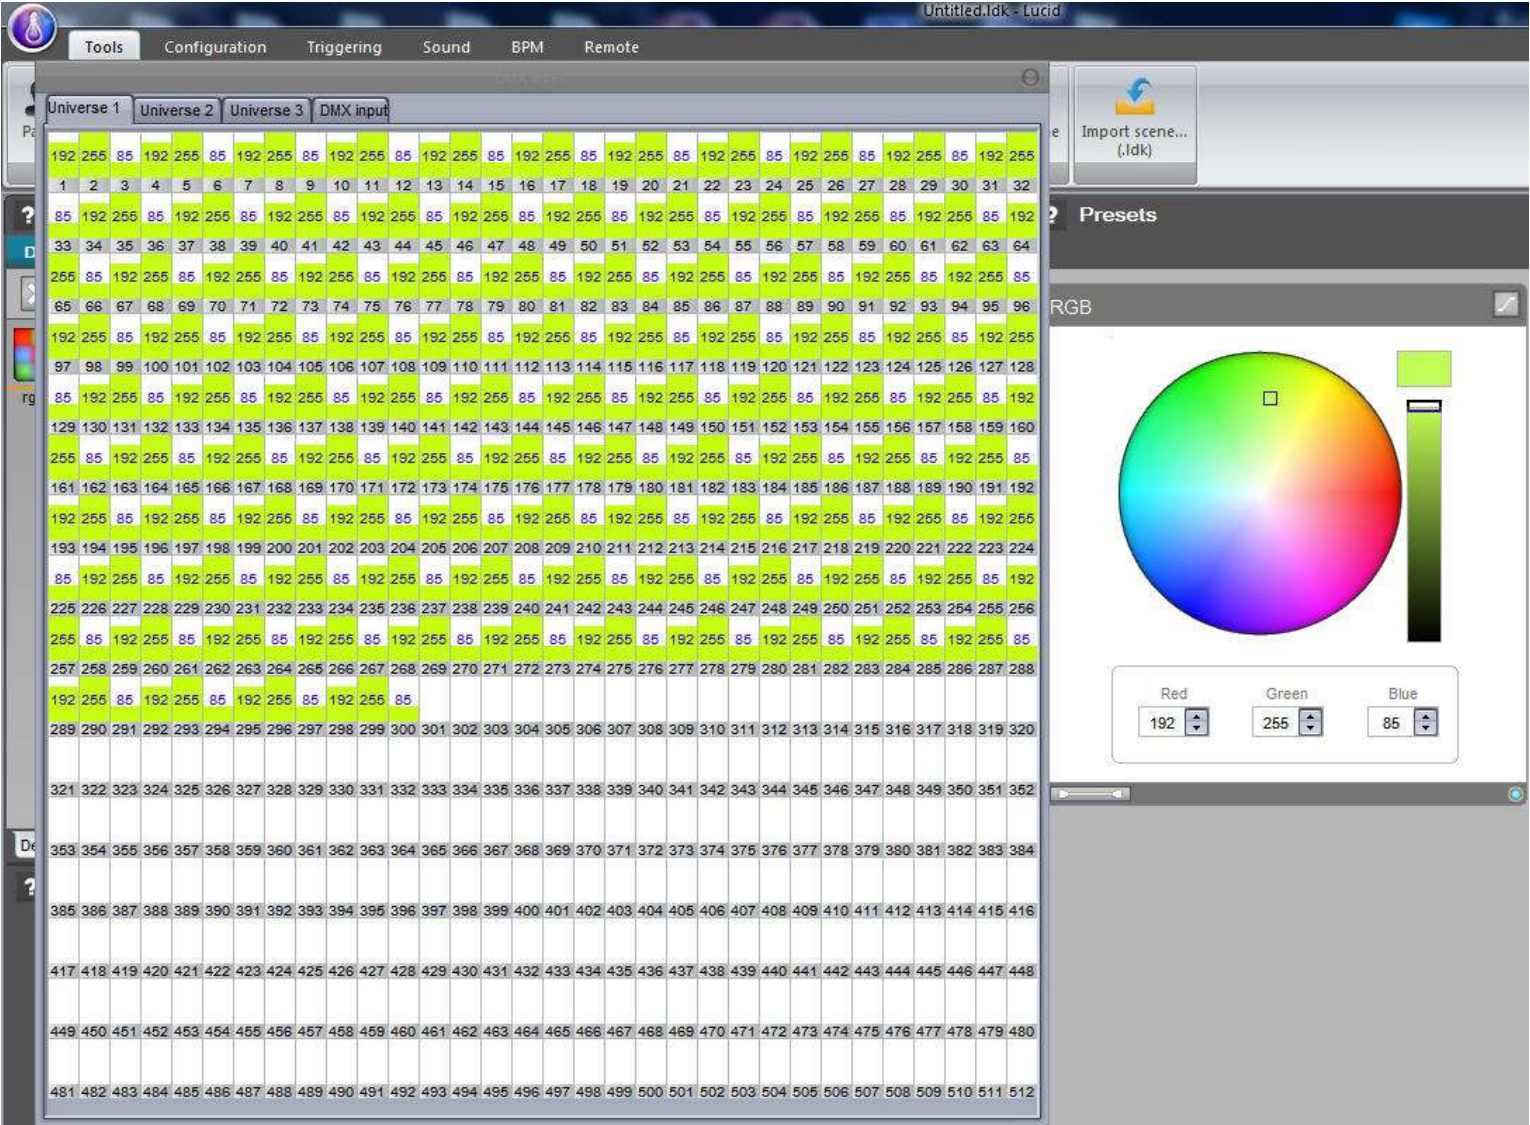 Untitled.ldk - Lucid
Tools Configuration Triggering Sound BPM Remote
Universe 1 Universe 2 Universe 3 DMX input
Import scene...
(.ldk)
192 255 85 192 255 85 192 255 85 192 255 85 192 255 85 192 255 85 192 255 85 192 255 85 192 255 85 192 255 85 192 255
1 2 3 4 5 6 7 8 9 10 11 12 13 14 15 16 17 18 19 20 21 22 23 24 25 26 27 28 29 30 31 32
? Presets
85 192 255 85 192 255 85 192 255 85 192 255 85 192 255 85 192 255 85 192 255 85 192 255 85 192 255 85 192 255 85 192
33 34 35 36 37 38 39 40 41 42 43 44 45 46 47 48 49 50 51 52 53 54 55 56 57 58 59 60 61 62 63 64
255 85 192 255 85 192 255 85 192 255 85 192 255 85 192 255 85 192 255 85 192 255 85 192 255 85 192 255 85 192 255 85
65 66 67 68 69 70 71 72 73 74 75 76 77 78 79 80 81 82 83 84 85 86 87 88 89 90 91 92 93 94 95 96
RGB
192 255 85 192 255 85 192 255 85 192 255 85 192 255 85 192 255 85 192 255 85 192 255 85 192 255 85 192 255 85 192 255
97 98 99 100 101 102 103 104 105 106 107 108 109 110 111 112 113 114 115 116 117 118 119 120 121 122 123 124 125 126 127 128
85 192 255 85 192 255 85 192 255 85 192 255 85 192 255 85 192 255 85 192 255 85 192 255 85 192 255 85 192 255 85 192
129 130 131 132 133 134 135 136 137 138 139 140 141 142 143 144 145 146 147 148 149 150 151 152 153 154 155 156 157 158 159 160
255 85 192 255 85 192 255 85 192 255 85 192 255 85 192 255 85 192 255 85 192 255 85 192 255 85 192 255 85 192 255 85
161 162 163 164 165 166 167 168 169 170 171 172 173 174 175 176 177 178 179 180 181 182 183 184 185 186 187 188 189 190 191 192
192 255 85 192 255 85 192 255 85 192 255 85 192 255 85 192 255 85 192 255 85 192 255 85 192 255 85 192 255 85 192 255
193 194 195 196 197 198 199 200 201 202 203 204 205 206 207 208 209 210 211 212 213 214 215 216 217 218 219 220 221 222 223 224
85 192 255 85 192 255 85 192 255 85 192 255 85 192 255 85 192 255 85 192 255 85 192 255 85 192 255 85 192 255 85 192
225 226 227 228 229 230 231 232 233 234 235 236 237 238 239 240 241 242 243 244 245 246 247 248 249 250 251 252 253 254 255 256
255 85 192 255 85 192 255 85 192 255 85 192 255 85 192 255 85 192 255 85 192 255 85 192 255 85 192 255 85 192 255 85
257 258 259 260 261 262 263 264 265 266 267 268 269 270 271 272 273 274 275 276 277 278 279 280 281 282 283 284 285 286 287 288
192 255 85 192 255 85 192 255 85 192 255 85
289 290 291 292 293 294 295 296 297 298 299 300 301 302 303 304 305 306 307 308 309 310 311 312 313 314 315 316 317 318 319 320
Red Green Blue
192 255 85
321 322 323 324 325 326 327 328 329 330 331 332 333 334 335 336 337 338 339 340 341 342 343 344 345 346 347 348 349 350 351 352
353 354 355 356 357 358 359 360 361 362 363 364 365 366 367 368 369 370 371 372 373 374 375 376 377 378 379 380 381 382 383 384
385 386 387 388 389 390 391 392 393 394 395 396 397 398 399 400 401 402 403 404 405 406 407 408 409 410 411 412 413 414 415 416
417 418 419 420 421 422 423 424 425 426 427 428 429 430 431 432 433 434 435 436 437 438 439 440 441 442 443 444 445 446 447 448
449 450 451 452 453 454 455 456 457 458 459 460 461 462 463 464 465 466 467 468 469 470 471 472 473 474 475 476 477 478 479 480
481 482 483 484 485 486 487 488 489 490 491 492 493 494 495 496 497 498 499 500 501 502 503 504 505 506 507 508 509 510 511 512